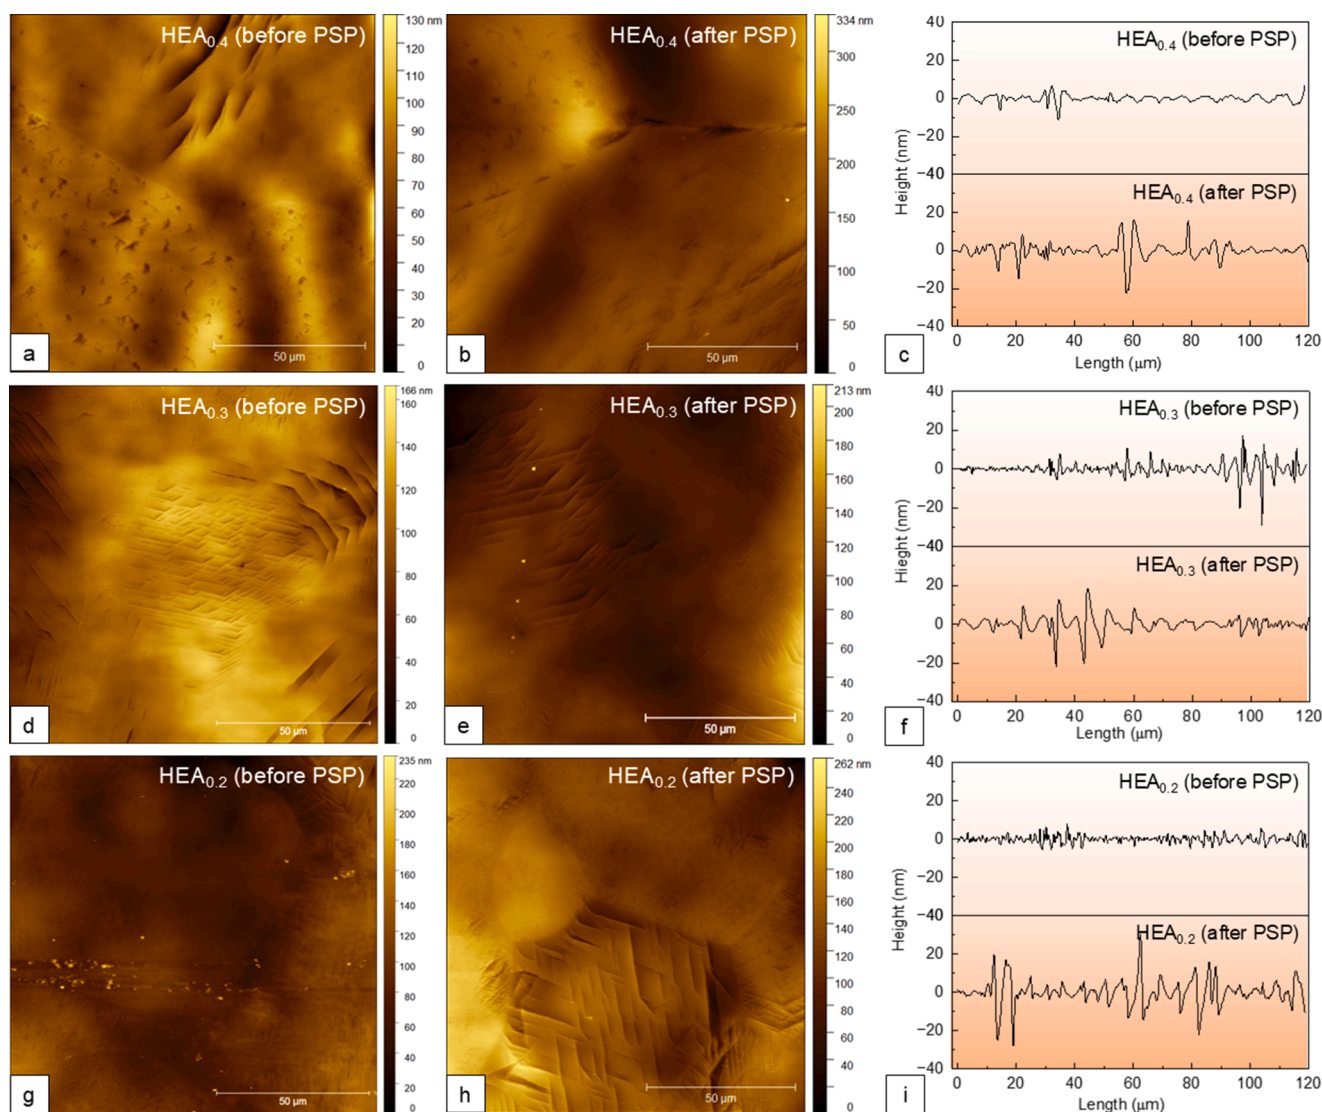 HEA0.4 (before PSP)
130 nm
120
110
100
90
80
70
60
50
40
30
20
10
0
50 μm
a
HEA0.4 (after PSP)
334 nm
300
250
200
150
100
50
0
50 μm
b
HEA0.4 (before PSP)
HEA0.4 (after PSP)
Height (nm)
40
20
0
−20
−40
20
0
−20
−40
0 20 40 60 80 100 120
Length (μm)
c
HEA0.3 (before PSP)
166 nm
160
140
120
100
80
60
40
20
0
50 μm
d
HEA0.3 (after PSP)
213 nm
200
180
160
140
120
100
80
60
40
20
0
50 μm
e
HEA0.3 (before PSP)
HEA0.3 (after PSP)
Hieght (nm)
40
20
0
−20
−40
20
0
−20
−40
0 20 40 60 80 100 120
Length (μm)
f
HEA0.2 (before PSP)
235 nm
220
200
180
160
140
120
100
80
60
40
20
0
50 μm
g
HEA0.2 (after PSP)
262 nm
240
220
200
180
160
140
120
100
80
60
40
20
0
50 μm
h
HEA0.2 (before PSP)
HEA0.2 (after PSP)
Height (nm)
40
20
0
−20
−40
20
0
−20
−40
0 20 40 60 80 100 120
Length (μm)
i